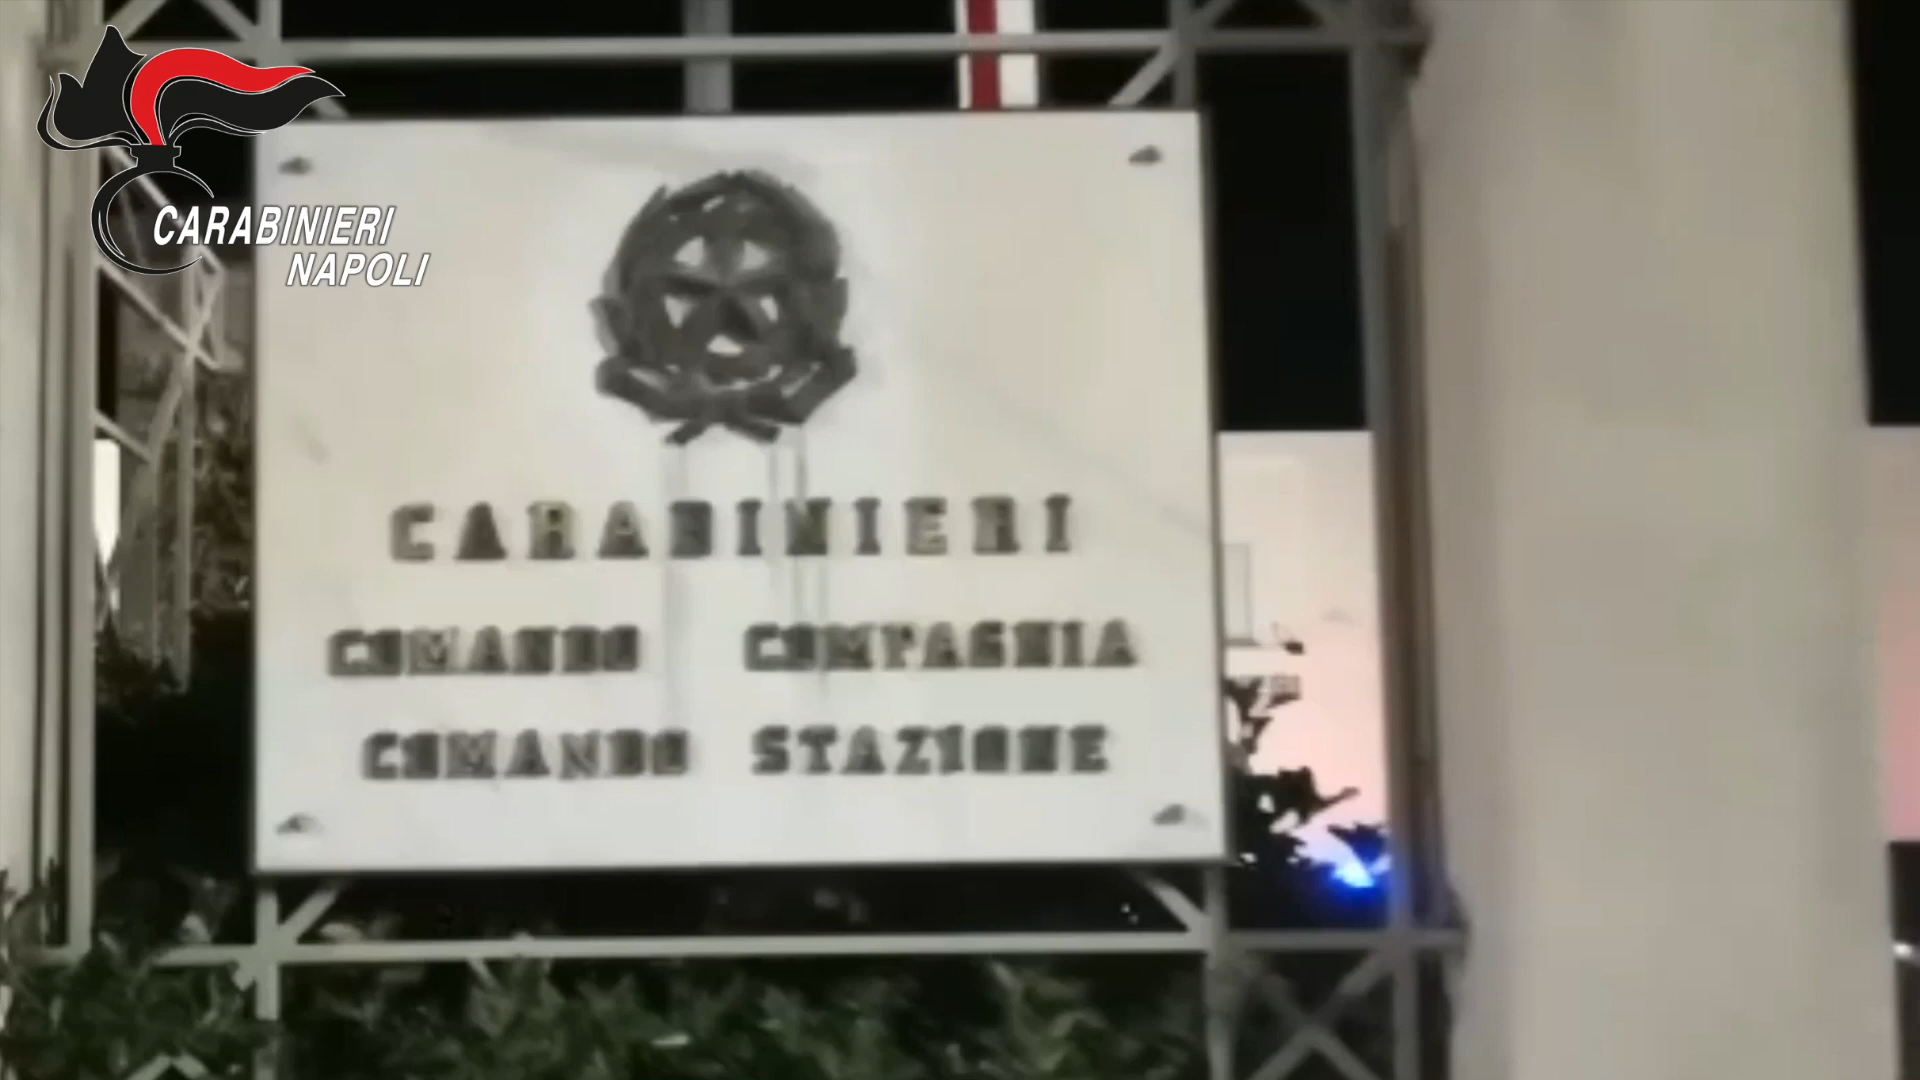 CARABINIERI
NAPOLI
CARABINIERI
COMANDO COMPAGNIA
COMANDO STAZIONE